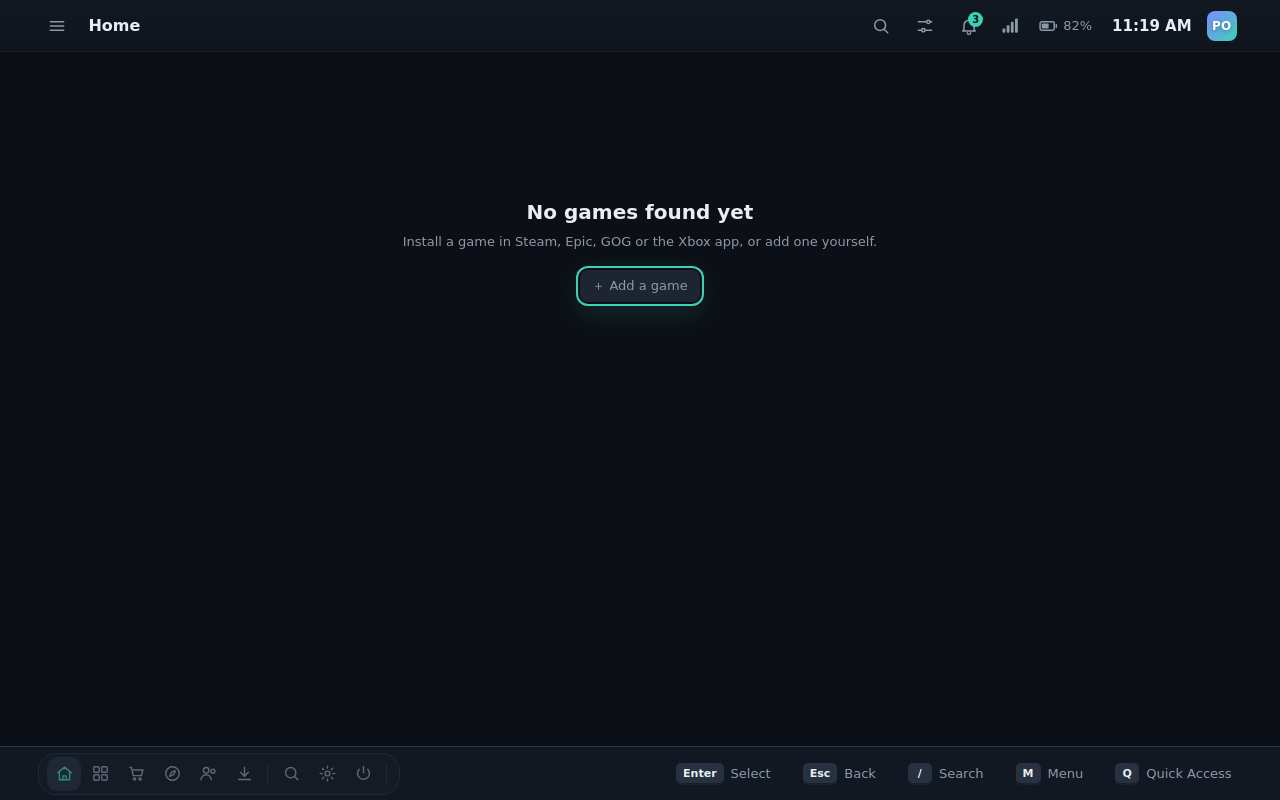 Home
3
82%
11:19 AM
PO
No games found yet
Install a game in Steam, Epic, GOG or the Xbox app, or add one yourself.
+ Add a game
Enter Select
Esc Back
/ Search
M Menu
Q Quick Access